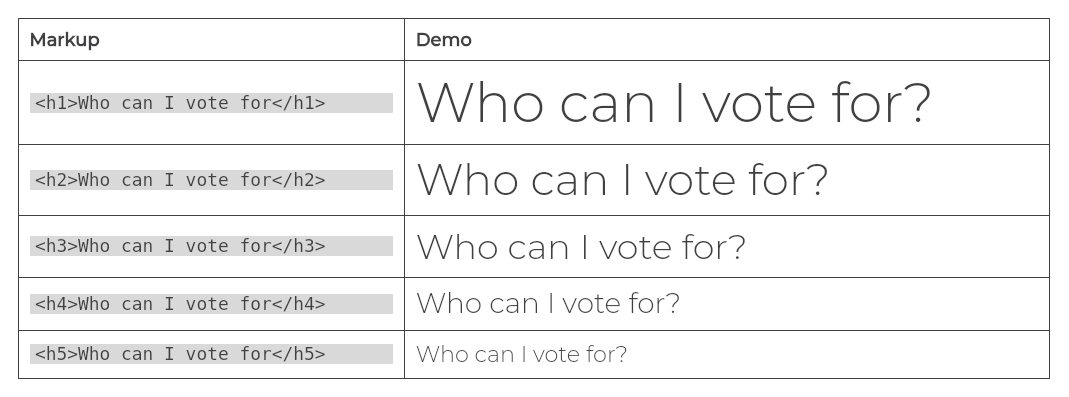 Markup Demo
<h1>Who can I vote for</h1> Who can I vote for?
<h2>Who can I vote for</h2> Who can I vote for?
<h3>Who can I vote for</h3> Who can I vote for?
<h4>Who can I vote for</h4> Who can I vote for?
<h5>Who can I vote for</h5> Who can I vote for?